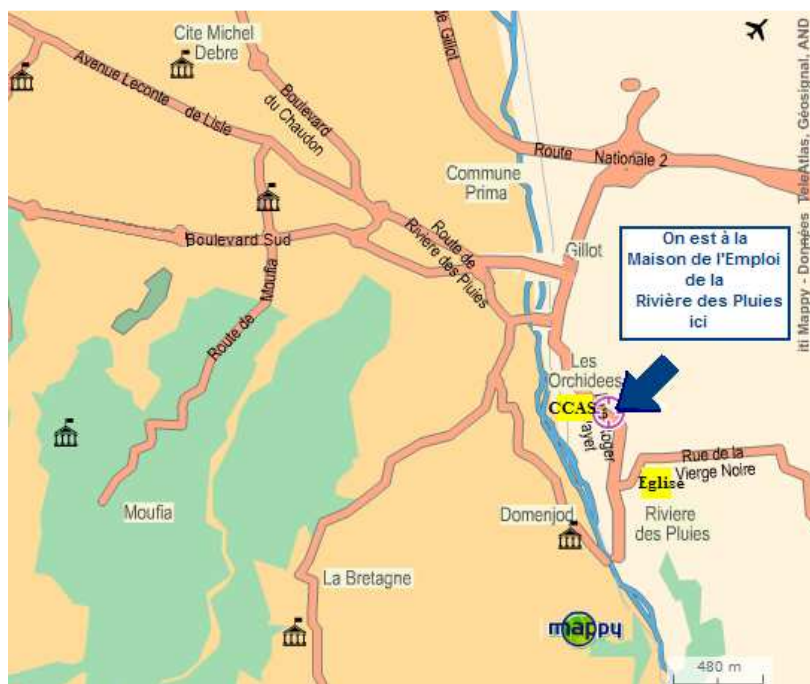 Cite Michel
Debre
Avenue Leconte
de Lisle
Boulevard
du Chaudon
de Gillot
Route Nationale 2
Commune
Prima
Route de
Rivière des Pluies
Boulevard Sud
Gillot
On est à la
Maison de l'Emploi
de la
Rivière des Pluies
ici
Route de
Moufia
Les
Orchidees
CCAS
Roger
Payet
Rue de la
Vierge Noire
Eglise
Moufia
Domenjod
Riviere
des Pluies
La Bretagne
mappy
480 m
iti Mappy - Données TeleAtlas, Géosignal, AND